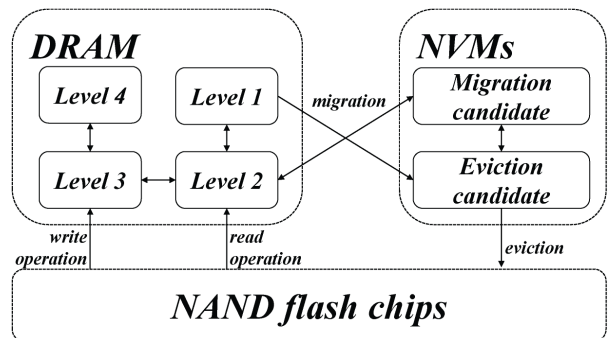 DRAM
NVMs
Level 4
Level 1
migration
Migration
candidate
Level 3
Level 2
Eviction
candidate
write
operation
read
operation
eviction
NAND flash chips